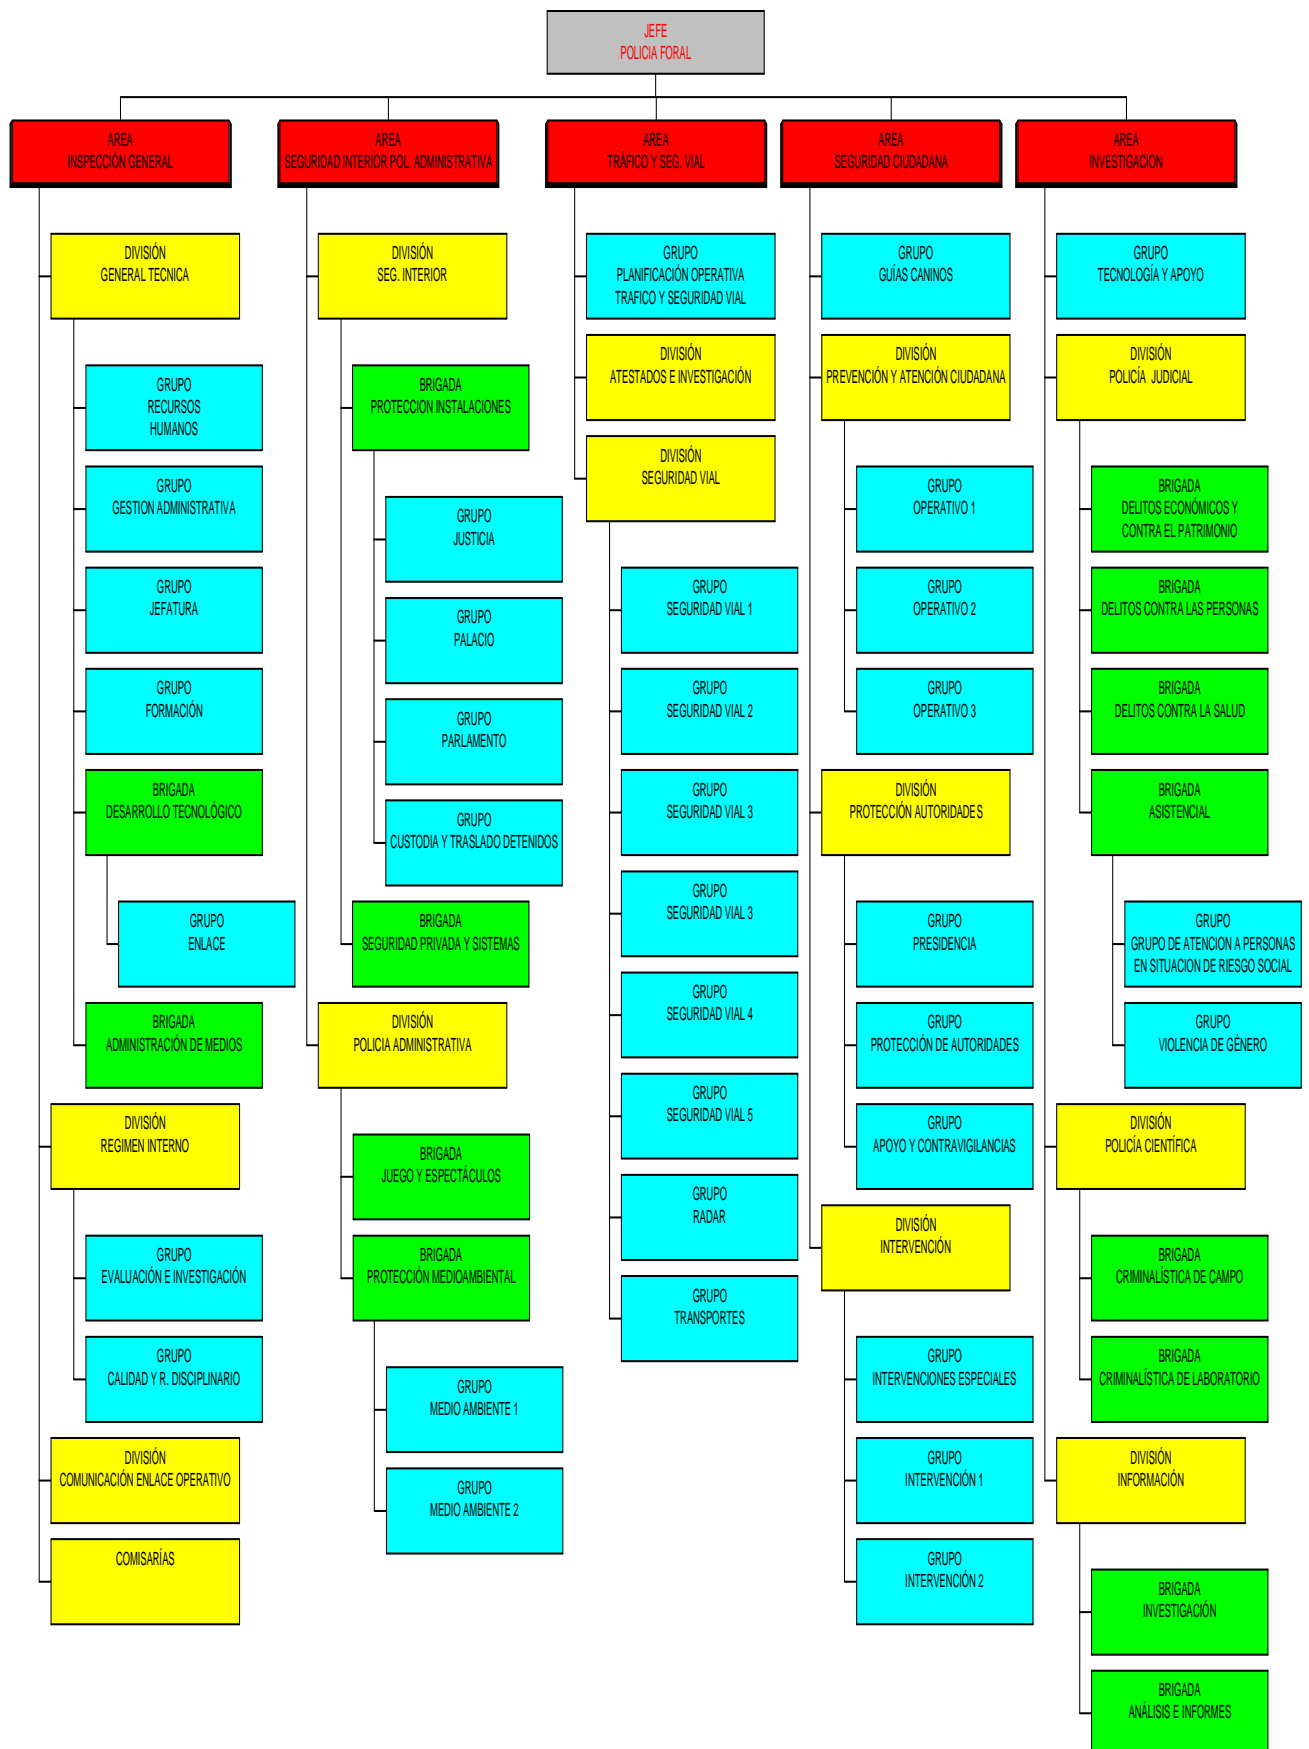 JEFE
POLICIA FORAL
AREA
INSPECCIÓN GENERAL
DIVISIÓN
GENERAL TECNICA
GRUPO
RECURSOS
HUMANOS
GRUPO
GESTION ADMINISTRATIVA
GRUPO
JEFATURA
GRUPO
FORMACIÓN
BRIGADA
DESARROLLO TECNOLÓGICO
GRUPO
ENLACE
BRIGADA
ADMINISTRACIÓN DE MEDIOS
DIVISIÓN
REGIMEN INTERNO
GRUPO
EVALUACIÓN E INVESTIGACIÓN
GRUPO
CALIDAD Y R. DISCIPLINARIO
DIVISIÓN
COMUNICACIÓN ENLACE OPERATIVO
COMISARÍAS
AREA
SEGURIDAD INTERIOR POL. ADMINISTRATIVA
DIVISIÓN
SEG. INTERIOR
BRIGADA
PROTECCION INSTALACIONES
GRUPO
JUSTICIA
GRUPO
PALACIO
GRUPO
PARLAMENTO
GRUPO
CUSTODIA Y TRASLADO DETENIDOS
BRIGADA
SEGURIDAD PRIVADA Y SISTEMAS
DIVISIÓN
POLICIA ADMINISTRATIVA
BRIGADA
JUEGO Y ESPECTÁCULOS
BRIGADA
PROTECCIÓN MEDIOAMBIENTAL
GRUPO
MEDIO AMBIENTE 1
GRUPO
MEDIO AMBIENTE 2
AREA
TRÁFICO Y SEG. VIAL
GRUPO
PLANIFICACIÓN OPERATIVA
TRAFICO Y SEGURIDAD VIAL
DIVISIÓN
ATESTADOS E INVESTIGACIÓN
DIVISIÓN
SEGURIDAD VIAL
GRUPO
SEGURIDAD VIAL 1
GRUPO
SEGURIDAD VIAL 2
GRUPO
SEGURIDAD VIAL 3
GRUPO
SEGURIDAD VIAL 3
GRUPO
SEGURIDAD VIAL 4
GRUPO
SEGURIDAD VIAL 5
GRUPO
RADAR
GRUPO
TRANSPORTES
AREA
SEGURIDAD CIUDADANA
GRUPO
GUÍAS CANINOS
DIVISIÓN
PREVENCIÓN Y ATENCIÓN CIUDADANA
GRUPO
OPERATIVO 1
GRUPO
OPERATIVO 2
GRUPO
OPERATIVO 3
DIVISIÓN
PROTECCIÓN AUTORIDADES
GRUPO
PRESIDENCIA
GRUPO
PROTECCIÓN DE AUTORIDADES
GRUPO
APOYO Y CONTRAVIGILANCIAS
DIVISIÓN
INTERVENCIÓN
GRUPO
INTERVENCIONES ESPECIALES
GRUPO
INTERVENCIÓN 1
GRUPO
INTERVENCIÓN 2
AREA
INVESTIGACION
GRUPO
TECNOLOGÍA Y APOYO
DIVISIÓN
POLICÍA JUDICIAL
BRIGADA
DELITOS ECONÓMICOS Y
CONTRA EL PATRIMONIO
BRIGADA
DELITOS CONTRA LAS PERSONAS
BRIGADA
DELITOS CONTRA LA SALUD
BRIGADA
ASISTENCIAL
GRUPO
GRUPO DE ATENCION A PERSONAS
EN SITUACION DE RIESGO SOCIAL
GRUPO
VIOLENCIA DE GÉNERO
DIVISIÓN
POLICÍA CIENTÍFICA
BRIGADA
CRIMINALÍSTICA DE CAMPO
BRIGADA
CRIMINALÍSTICA DE LABORATORIO
DIVISIÓN
INFORMACIÓN
BRIGADA
INVESTIGACIÓN
BRIGADA
ANÁLISIS E INFORMES